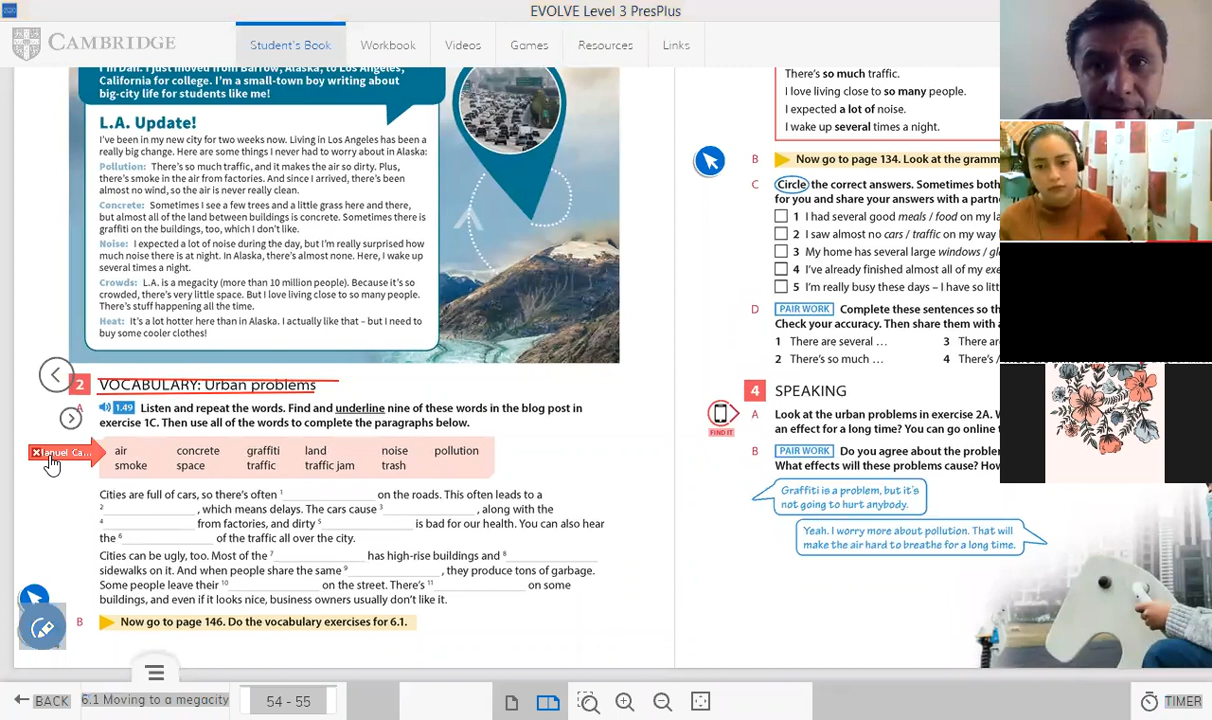 EVOLVE Level 3 PresPlus
CAMBRIDGE
Student's Book
Workbook
Videos
Games
Resources
Links
I'm Dan. I just moved from Barrow, Alaska, to Los Angeles,
California for college. I'm a small-town boy writing about
big-city life for students like me!
L.A. Update!
I've been in my new city for two weeks now. Living in Los Angeles has been a
really big change. Here are some things I never had to worry about in Alaska:
Pollution: There's so much traffic, and it makes the air so dirty. Plus,
there's smoke in the air from factories. And since I arrived, there's been
almost no wind, so the air is never really clean.
Concrete: Sometimes I see a few trees and a little grass here and there,
but almost all of the land between buildings is concrete. Sometimes there is
graffiti on the buildings, too, which I don't like.
Noise: I expected a lot of noise during the day, but I'm really surprised how
much noise there is at night. In Alaska, there's almost none. Here, I wake up
several times a night.
Crowds: L.A. is a megacity (more than 10 million people). Because it's so
crowded, there's very little space. But I love living close to so many people.
There's stuff happening all the time.
Heat: It's a lot hotter here than in Alaska. I actually like that – but I need to
buy some cooler clothes!
2 VOCABULARY: Urban problems
A 1.49 Listen and repeat the words. Find and underline nine of these words in the blog post in
exercise 1C. Then use all of the words to complete the paragraphs below.
air concrete graffiti land noise pollution
smoke space traffic traffic jam trash
Cities are full of cars, so there's often 1 on the roads. This often leads to a
2 , which means delays. The cars cause 3 , along with the
4 from factories, and dirty 5 is bad for our health. You can also hear
the 6 of the traffic all over the city.
Cities can be ugly, too. Most of the 7 has high-rise buildings and 8
sidewalks on it. And when people share the same 9 , they produce tons of garbage.
Some people leave their 10 on the street. There's 11 on some
buildings, and even if it looks nice, business owners usually don't like it.
B Now go to page 146. Do the vocabulary exercises for 6.1.
There's so much traffic.
I love living close to so many people.
I expected a lot of noise.
I wake up several times a night.
B Now go to page 134. Look at the gramm
C Circle the correct answers. Sometimes both
for you and share your answers with a partn
1 I had several good meals / food on my la
2 I saw almost no cars / traffic on my way
3 My home has several large windows / gl
4 I've already finished almost all of my exe
5 I'm really busy these days – I have so litt
D PAIR WORK Complete these sentences so th
Check your accuracy. Then share them with a
1 There are several … 3 There ar
2 There's so much … 4 There's /
4 SPEAKING
FIND IT
A Look at the urban problems in exercise 2A. W
an effect for a long time? You can go online
B PAIR WORK Do you agree about the problem
What effects will these problems cause? How
Graffiti is a problem, but it's
not going to hurt anybody.
Yeah. I worry more about pollution. That will
make the air hard to breathe for a long time.
BACK
6.1 Moving to a megacity
54 - 55
TIMER